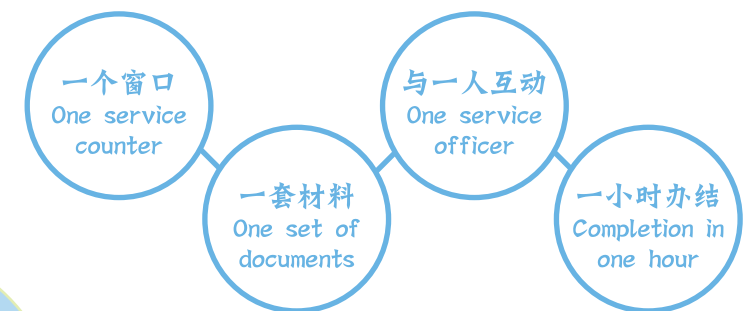 一个窗口
One service
counter
一套材料
One set of
documents
与一人互动
One service
officer
一小时办结
Completion in
one hour